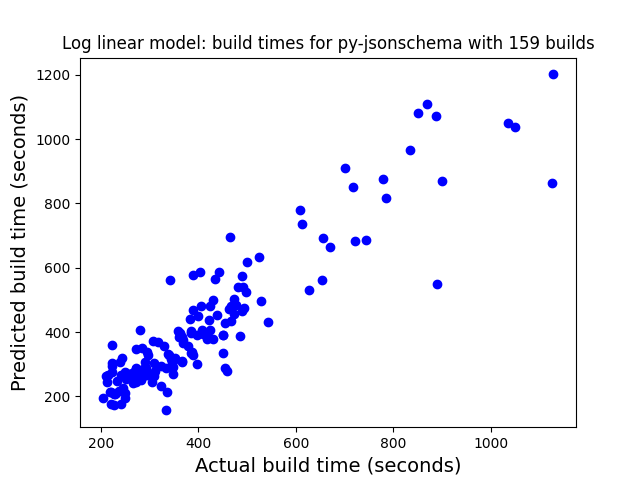 Log linear model: build times for py-jsonschema with 159 builds
1200
1000
800
600
400
200
Predicted build time (seconds)
200 400 600 800 1000
Actual build time (seconds)